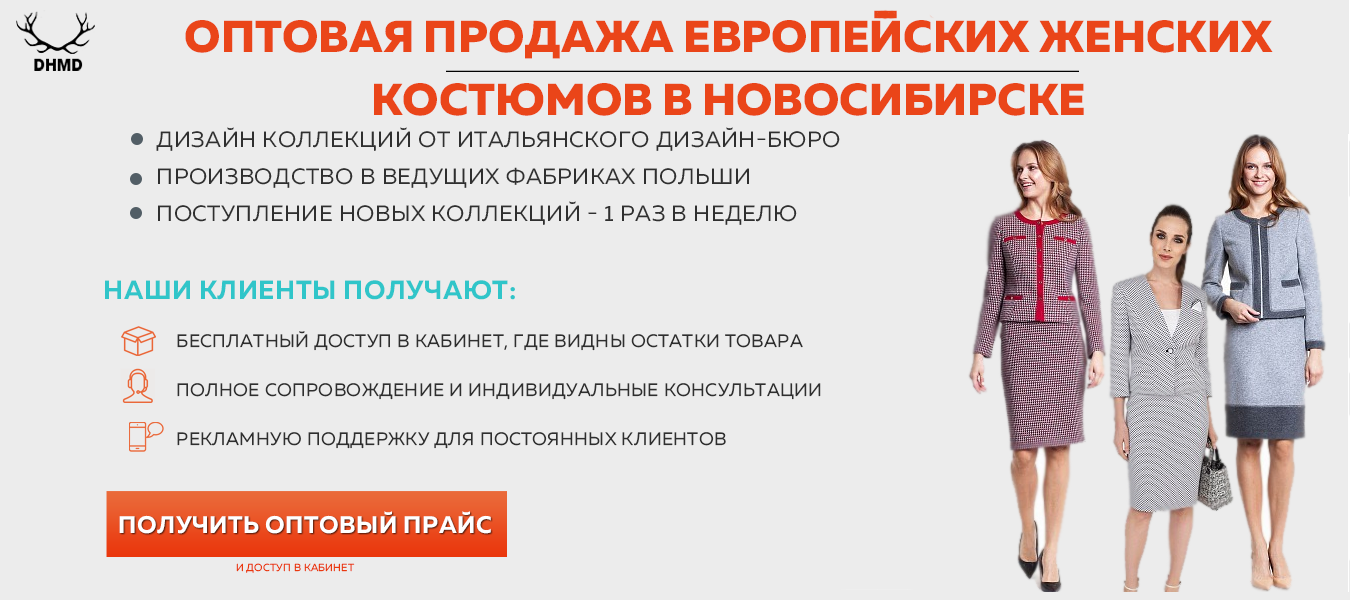 DHMD
ОПТОВАЯ ПРОДАЖА ЕВРОПЕЙСКИХ ЖЕНСКИХ
КОСТЮМОВ В НОВОСИБИРСКЕ
ДИЗАЙН КОЛЛЕКЦИЙ ОТ ИТАЛЬЯНСКОГО ДИЗАЙН-БЮРО
ПРОИЗВОДСТВО В ВЕДУЩИХ ФАБРИКАХ ПОЛЬШИ
ПОСТУПЛЕНИЕ НОВЫХ КОЛЛЕКЦИЙ - 1 РАЗ В НЕДЕЛЮ
НАШИ КЛИЕНТЫ ПОЛУЧАЮТ:
БЕСПЛАТНЫЙ ДОСТУП В КАБИНЕТ, ГДЕ ВИДНЫ ОСТАТКИ ТОВАРА
ПОЛНОЕ СОПРОВОЖДЕНИЕ И ИНДИВИДУАЛЬНЫЕ КОНСУЛЬТАЦИИ
РЕКЛАМНУЮ ПОДДЕРЖКУ ДЛЯ ПОСТОЯННЫХ КЛИЕНТОВ
ПОЛУЧИТЬ ОПТОВЫЙ ПРАЙС
И ДОСТУП В КАБИНЕТ